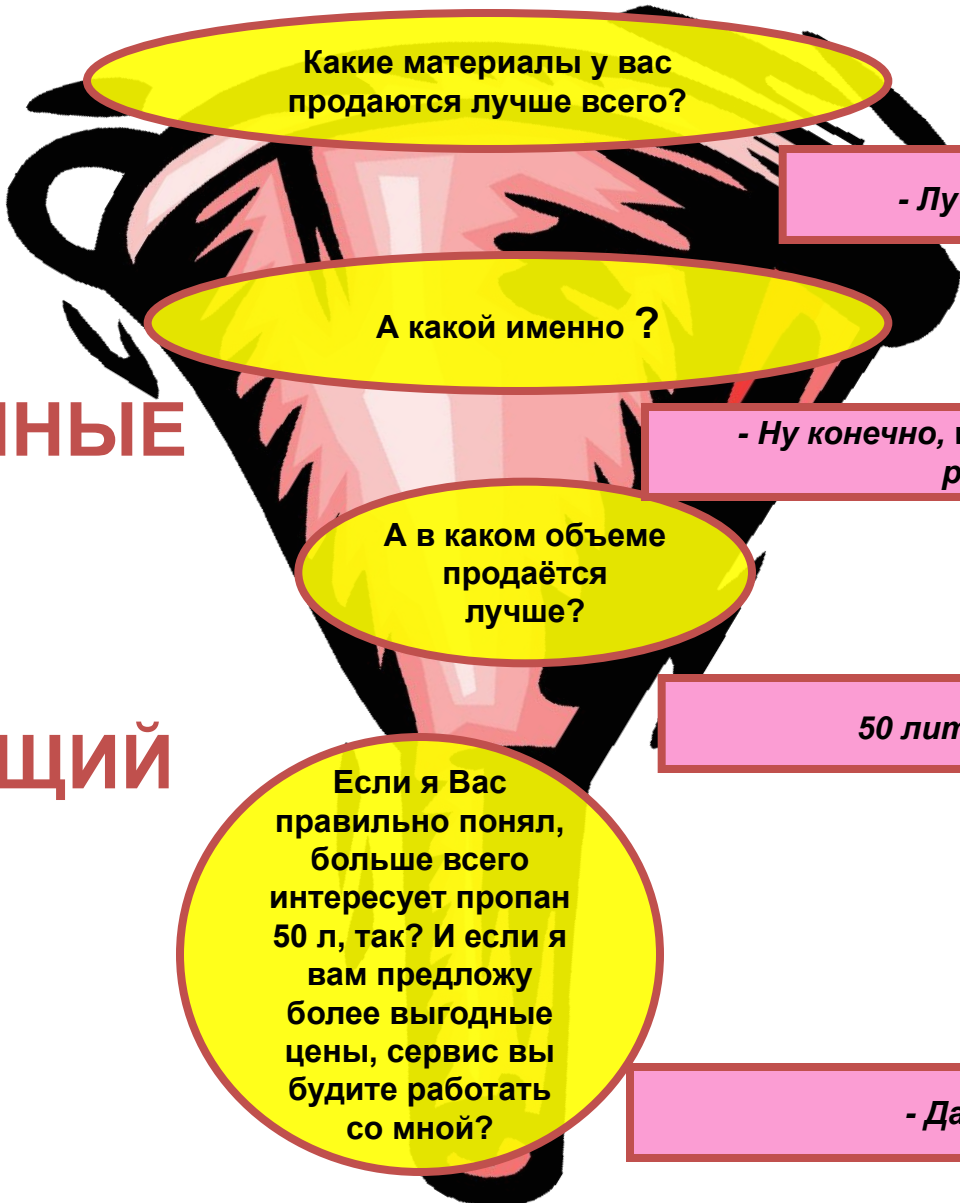 Какие материалы у вас
продаются лучше всего?
- Лу
А какой именно ?
ННЫЕ
- Ну конечно,
А в каком объеме
продаётся
лучше?
50 лит
ЩИЙ
Если я Вас
правильно понял,
больше всего
интересует пропан
50 л, так? И если я
вам предложу
более выгодные
цены, сервис вы
будите работать
со мной?
- Да